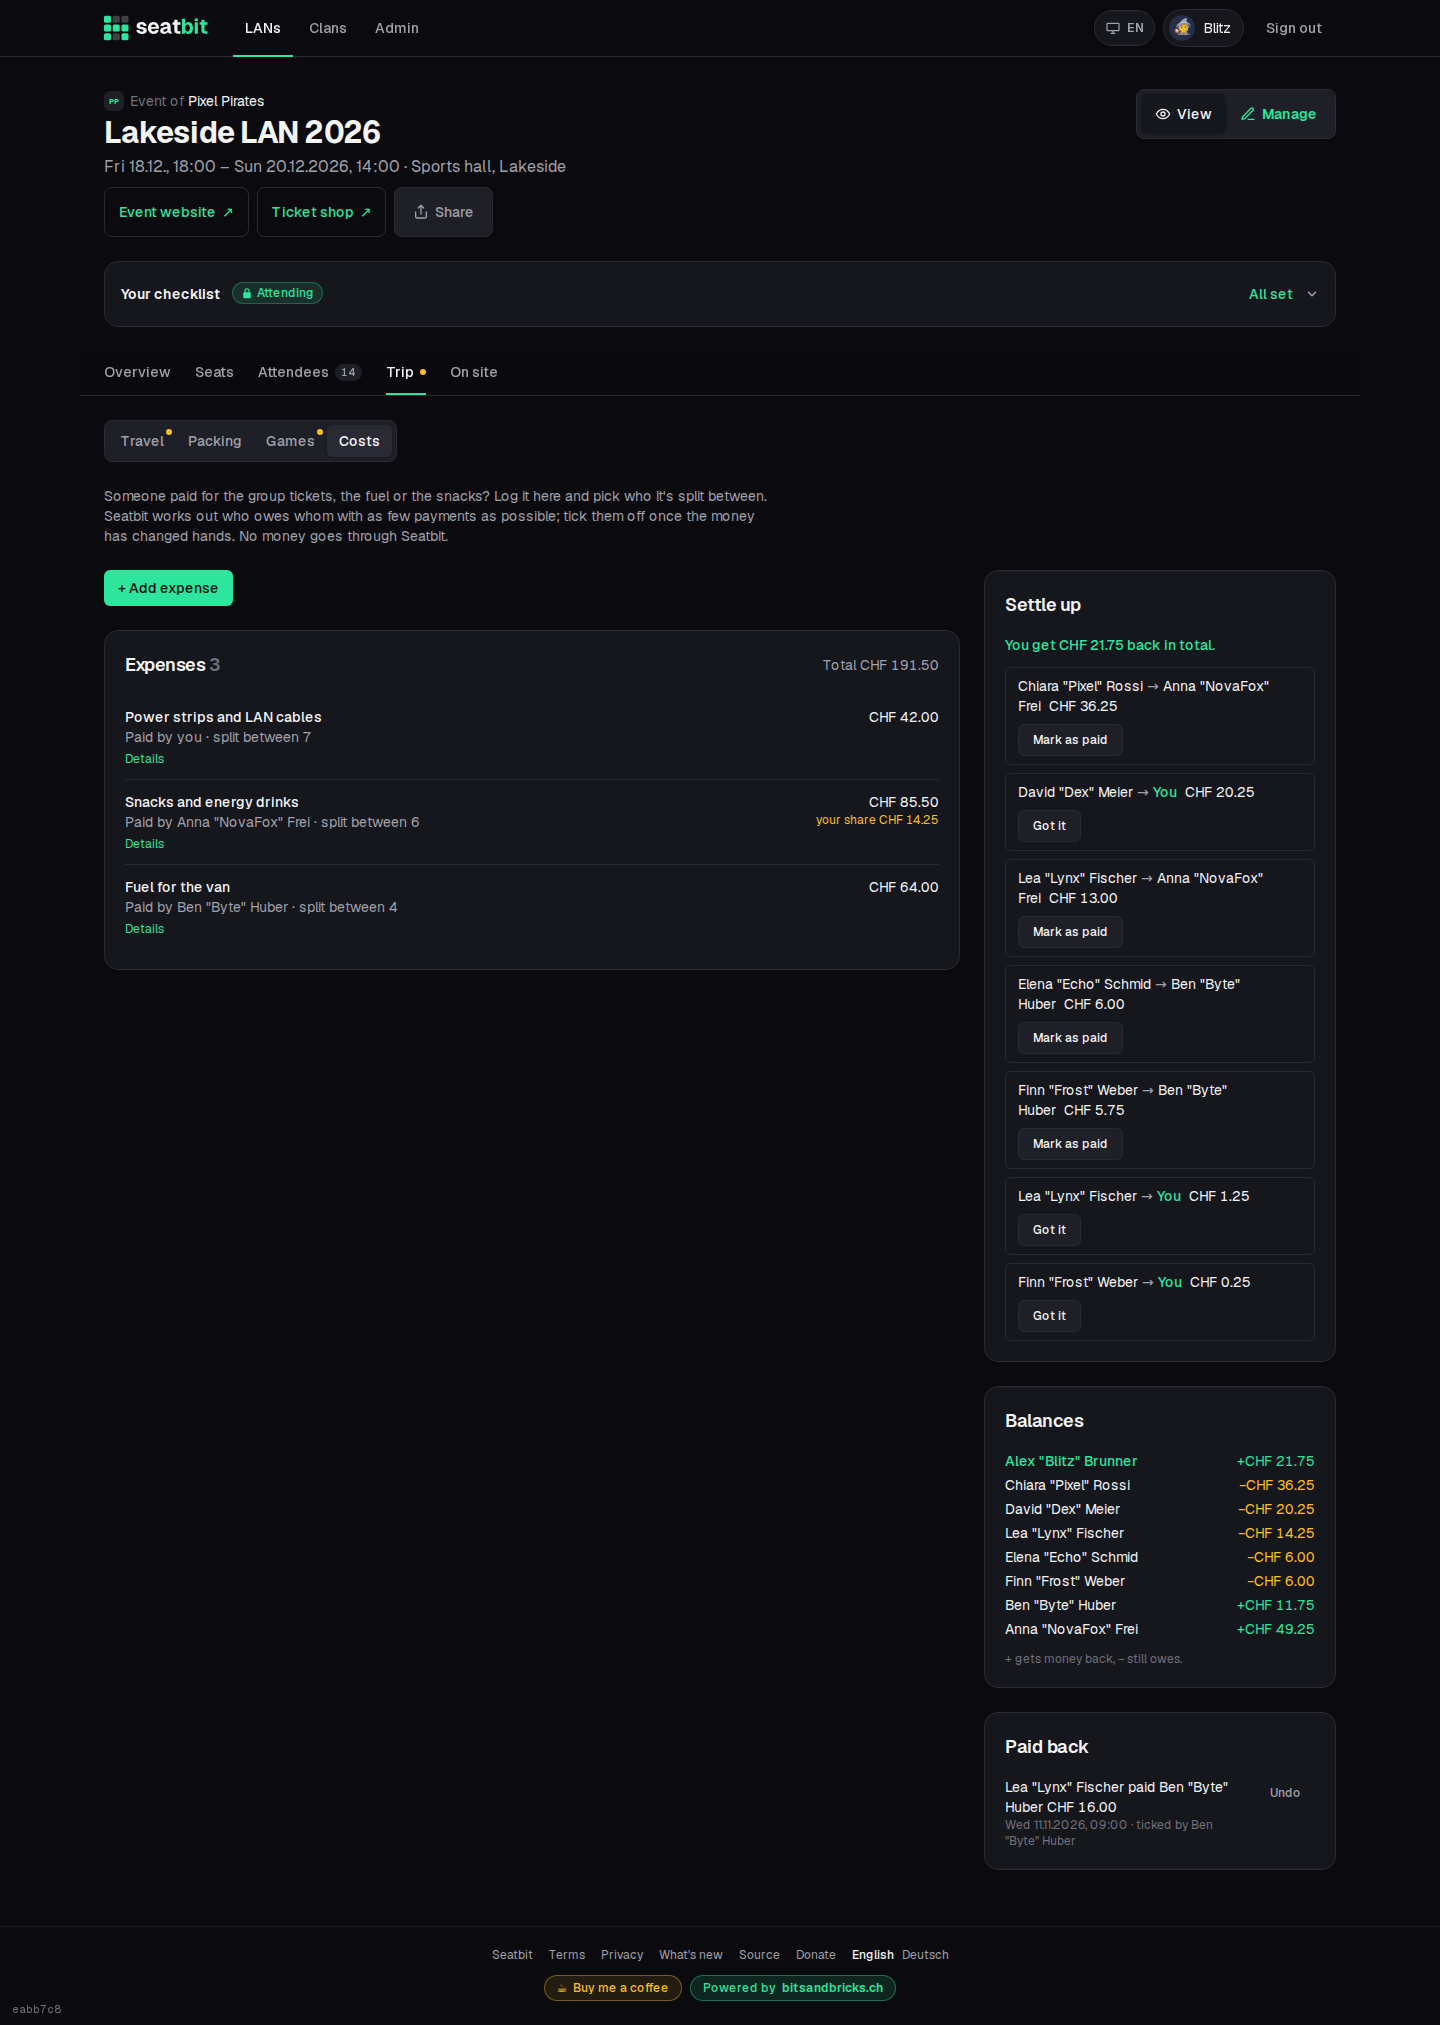 seatbit
LANs
Clans
Admin
EN
Blitz
Sign out
PP
Event of Pixel Pirates
Lakeside LAN 2026
Fri 18.12., 18:00 – Sun 20.12.2026, 14:00 · Sports hall, Lakeside
View
Manage
Event website ↗
Ticket shop ↗
Share
Your checklist
Attending
All set
Overview
Seats
Attendees 14
Trip
On site
Travel
Packing
Games
Costs
Someone paid for the group tickets, the fuel or the snacks? Log it here and pick who it's split between.
Seatbit works out who owes whom with as few payments as possible; tick them off once the money
has changed hands. No money goes through Seatbit.
+ Add expense
Expenses 3
Total CHF 191.50
Power strips and LAN cables
CHF 42.00
Paid by you · split between 7
Details
Snacks and energy drinks
CHF 85.50
Paid by Anna "NovaFox" Frei · split between 6
your share CHF 14.25
Details
Fuel for the van
CHF 64.00
Paid by Ben "Byte" Huber · split between 4
Details
Settle up
You get CHF 21.75 back in total.
Chiara "Pixel" Rossi → Anna "NovaFox"
Frei CHF 36.25
Mark as paid
David "Dex" Meier → You CHF 20.25
Got it
Lea "Lynx" Fischer → Anna "NovaFox"
Frei CHF 13.00
Mark as paid
Elena "Echo" Schmid → Ben "Byte"
Huber CHF 6.00
Mark as paid
Finn "Frost" Weber → Ben "Byte"
Huber CHF 5.75
Mark as paid
Lea "Lynx" Fischer → You CHF 1.25
Got it
Finn "Frost" Weber → You CHF 0.25
Got it
Balances
Alex "Blitz" Brunner +CHF 21.75
Chiara "Pixel" Rossi −CHF 36.25
David "Dex" Meier −CHF 20.25
Lea "Lynx" Fischer −CHF 14.25
Elena "Echo" Schmid −CHF 6.00
Finn "Frost" Weber −CHF 6.00
Ben "Byte" Huber +CHF 11.75
Anna "NovaFox" Frei +CHF 49.25
+ gets money back, − still owes.
Paid back
Lea "Lynx" Fischer paid Ben "Byte"
Huber CHF 16.00
Undo
Wed 11.11.2026, 09:00 · ticked by Ben
"Byte" Huber
Seatbit Terms Privacy What's new Source Donate English Deutsch
Buy me a coffee
Powered by bitsandbricks.ch
eabb7c8